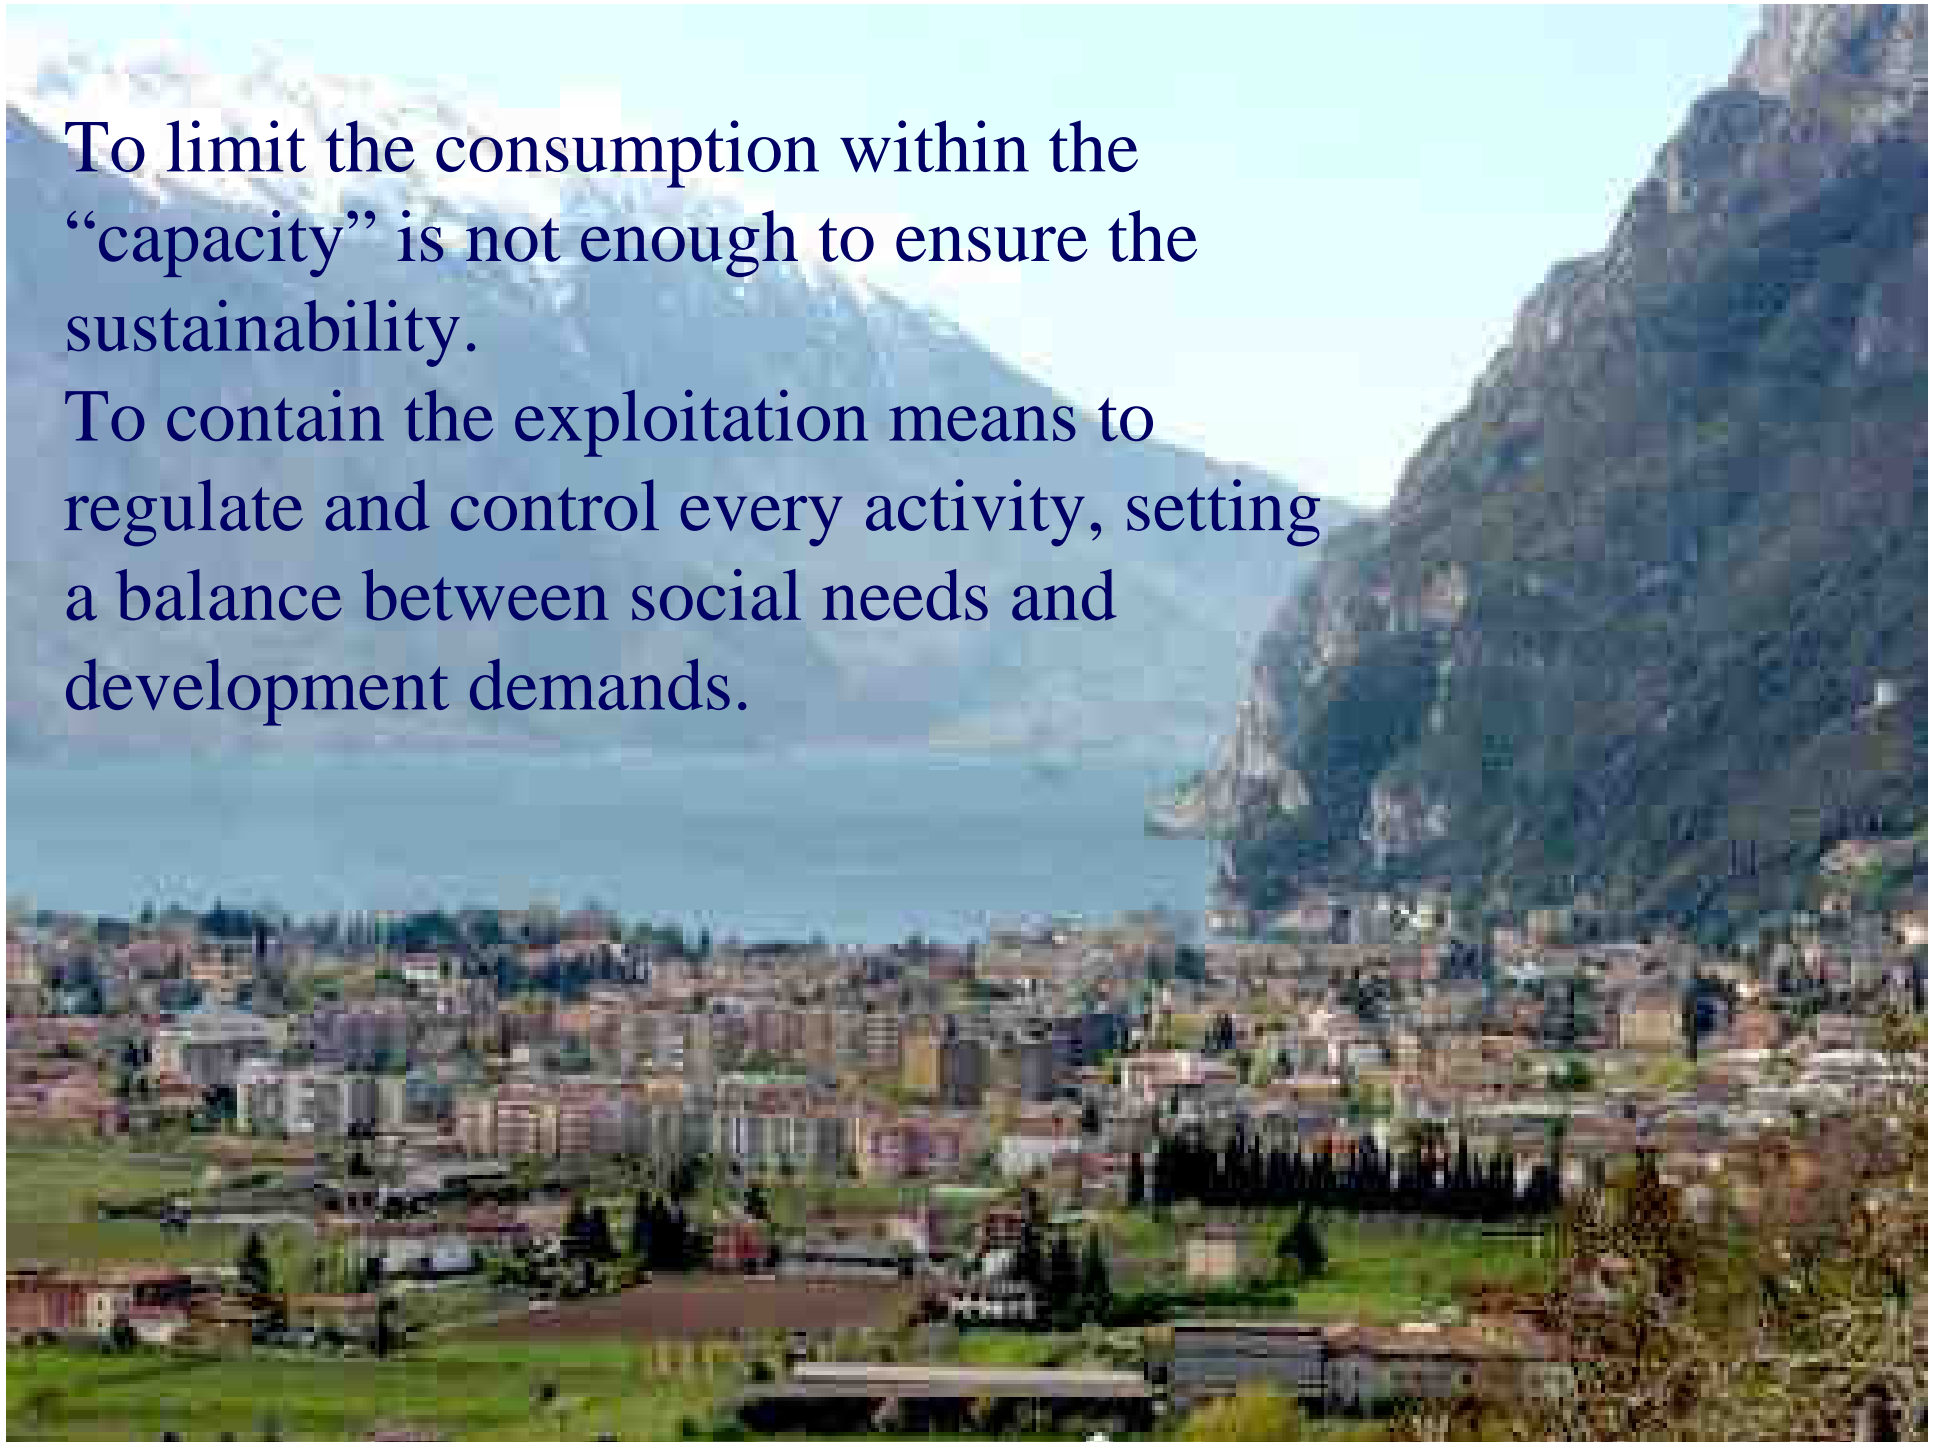 To limit the consumption within the
“capacity” is not enough to ensure the
sustainability.
To contain the exploitation means to
regulate and control every activity, setting
a balance between social needs and
development demands.